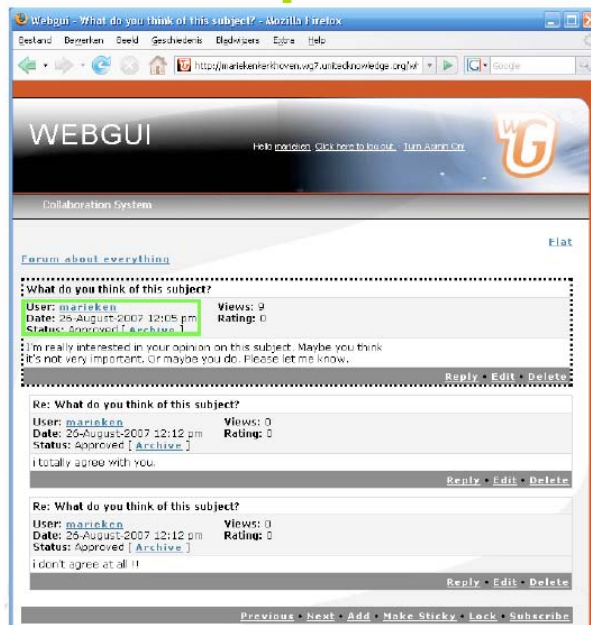 Webgui - What do you think of this subject? - Mozilla Firefox
Bestand Bewerken Beeld Geschiedenis Bladwijzers Extra Help
http://mariekenkerkhoven.wg7.unitedknowledge.org/wh
Google
WEBGUI
Hello marieken. Click here to log out. Turn Admin On!
Collaboration System
Flat
Forum about everything
What do you think of this subject?
User: marieken Views: 9
Date: 26-August-2007 12:05 pm Rating: 0
Status: Approved [ Archive ]
I'm really interested in your opinion on this subject. Maybe you think
it's not very important. Or maybe you do. Please let me know.
Reply • Edit • Delete
Re: What do you think of this subject?
User: marieken Views: 0
Date: 26-August-2007 12:12 pm Rating: 0
Status: Approved [ Archive ]
i totally agree with you.
Reply • Edit • Delete
Re: What do you think of this subject?
User: marieken Views: 0
Date: 26-August-2007 12:12 pm Rating: 0
Status: Approved [ Archive ]
i don't agree at all !!
Reply • Edit • Delete
Previous • Next • Add • Make Sticky • Lock • Subscribe